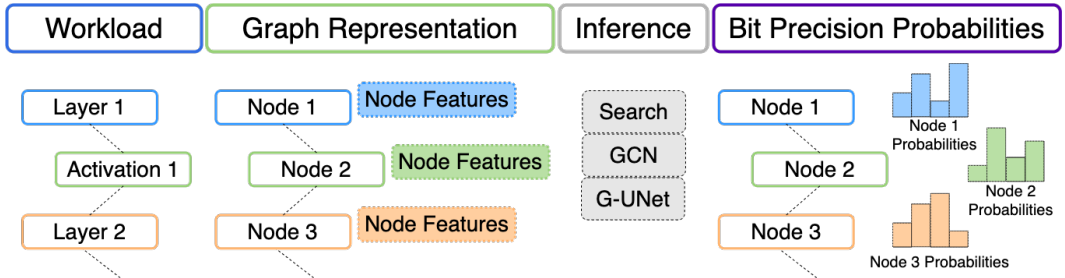 Workload
Graph Representation
Inference
Bit Precision Probabilities
Layer 1
Activation 1
Layer 2
Node 1
Node Features
Node 2
Node Features
Node 3
Node Features
Search
GCN
G-UNet
Node 1
Node 2
Node 3
Node 1
Probabilities
Node 2
Probabilities
Node 3 Probabilities